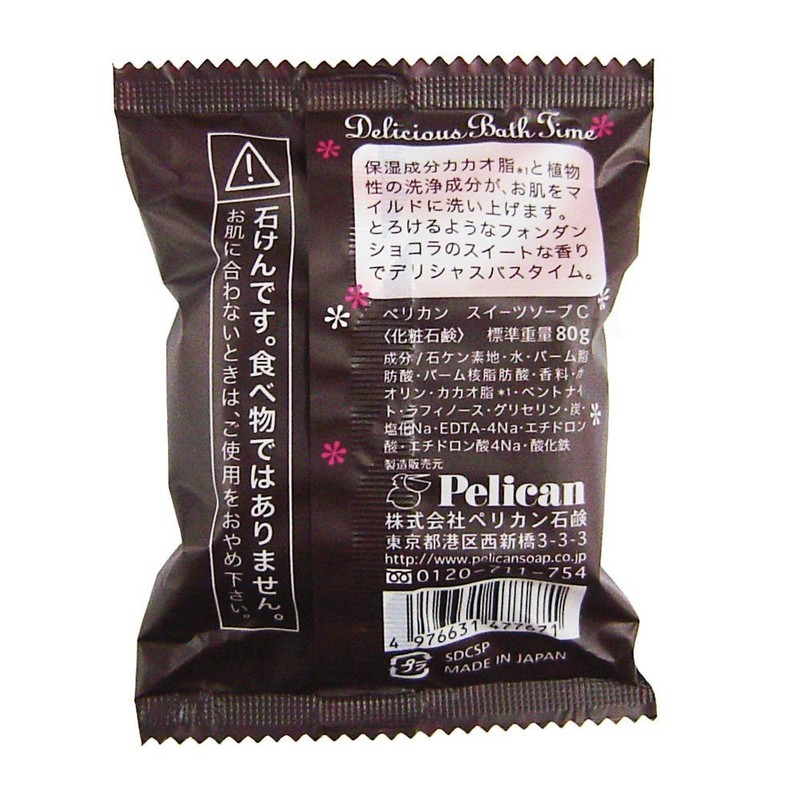 Delicious Bath Time
保湿成分カカオ脂*1と植物
性の洗浄成分が、お肌をマ
イルドに洗い上げます。
とろけるようなフォンダン
ショコラのスイートな香り
でデリシャスバスタイム。
石けんです。食べ物ではありません。
お肌に合わないときは、ご使用をおやめ下さい。
ペリカン スイーツソープC
〈化粧石鹸〉 標準重量80g
成分/石ケン素地・水・パーム脂
肪酸・パーム核脂肪酸・香料・カ
オリン・カカオ脂*1・ベントナイ
ト・ラフィノース・グリセリン・炭・
塩化Na・EDTA-4Na・エチドロン
酸・エチドロン酸4Na・酸化鉄
製造販売元
Pelican
株式会社ペリカン石鹸
東京都港区西新橋3-3-3
http://www.pelicansoap.co.jp
0120-711-754
4 976631 477671
プラ
SDCSP
MADE IN JAPAN